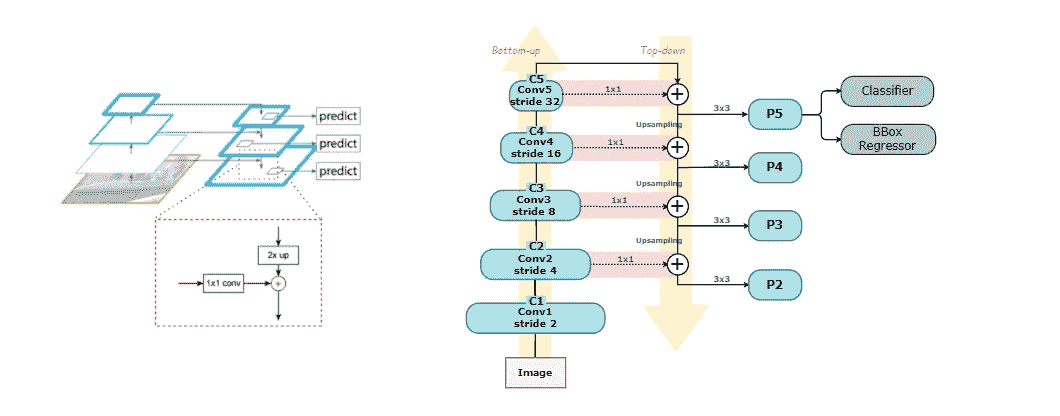 predict
predict
predict
2x up
1x1 conv
Bottom-up
Top-down
C5
Conv5
stride 32
1x1
3x3
P5
Classifier
BBox
Regressor
Upsampling
C4
Conv4
stride 16
1x1
3x3
P4
Upsampling
C3
Conv3
stride 8
1x1
3x3
P3
Upsampling
C2
Conv2
stride 4
1x1
3x3
P2
C1
Conv1
stride 2
Image